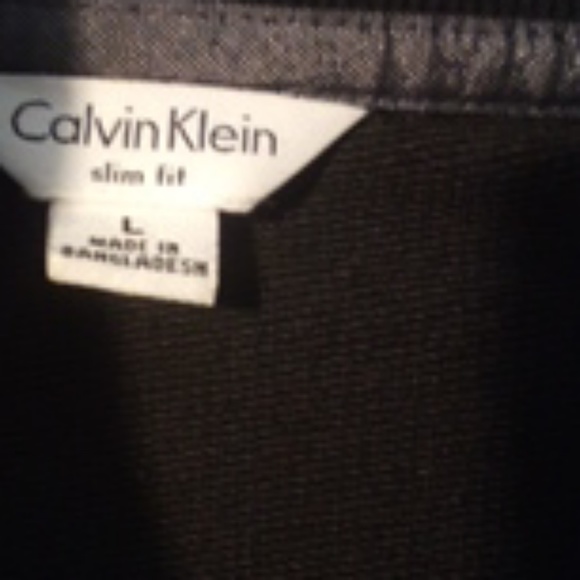 Calvin Klein
slim fit
L
MADE IN
BANGLADESH